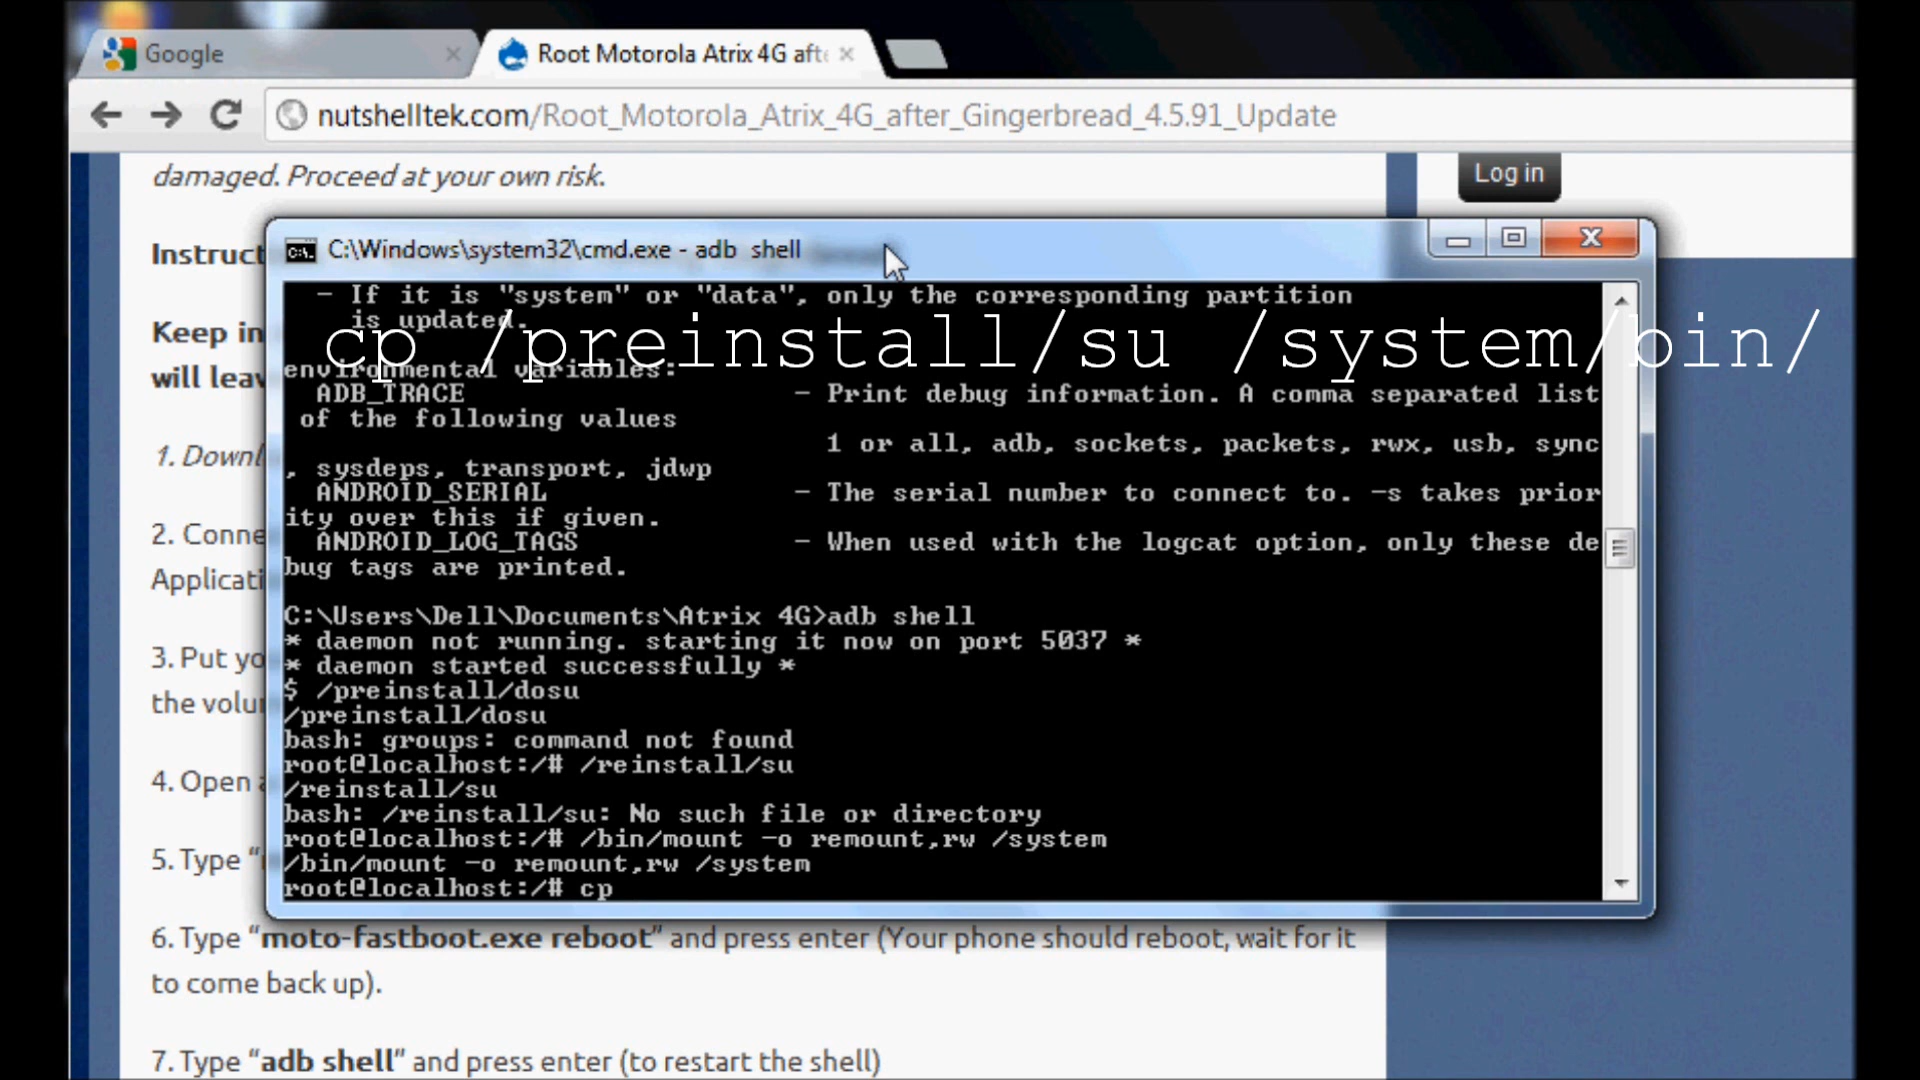 Google
Root Motorola Atrix 4G afte
nutshelltek.com/Root_Motorola_Atrix_4G_after_Gingerbread_4.5.91_Update
damaged. Proceed at your own risk.
Log in
Instruct
C:\Windows\system32\cmd.exe - adb shell
Keep in
will leav
1. Downl
2. Conne
Applicati
3. Put yo
the volu
4. Open a
5. Type "
- If it is "system" or "data", only the corresponding partition
is updated.
cp /preinstall/su /system/bin/
environmental variables:
ADB_TRACE - Print debug information. A comma separated list
of the following values
1 or all, adb, sockets, packets, rwx, usb, sync
, sysdeps, transport, jdwp
ANDROID_SERIAL - The serial number to connect to. -s takes prior
ity over this if given.
ANDROID_LOG_TAGS - When used with the logcat option, only these de
bug tags are printed.
C:\Users\Dell\Documents\Atrix 4G>adb shell
* daemon not running. starting it now on port 5037 *
* daemon started successfully *
$ /preinstall/dosu
/preinstall/dosu
bash: groups: command not found
root@localhost:/# /reinstall/su
/reinstall/su
bash: /reinstall/su: No such file or directory
root@localhost:/# /bin/mount -o remount,rw /system
/bin/mount -o remount,rw /system
root@localhost:/# cp
6. Type "moto-fastboot.exe reboot" and press enter (Your phone should reboot, wait for it
to come back up).
7. Type "adb shell" and press enter (to restart the shell)